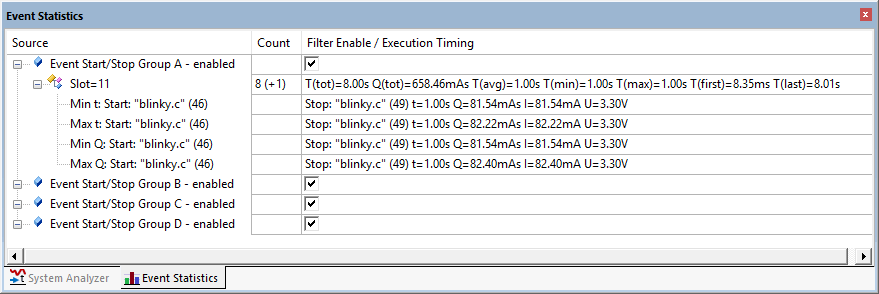 Event Statistics
Source Count Filter Enable / Execution Timing
Event Start/Stop Group A - enabled
Slot=11 8 (+1) T(tot)=8.00s Q(tot)=658.46mAs T(avg)=1.00s T(min)=1.00s T(max)=1.00s T(first)=8.35ms T(last)=8.01s
Min t: Start: "blinky.c" (46) Stop: "blinky.c" (49) t=1.00s Q=81.54mAs I=81.54mA U=3.30V
Max t: Start: "blinky.c" (46) Stop: "blinky.c" (49) t=1.00s Q=82.22mAs I=82.22mA U=3.30V
Min Q: Start: "blinky.c" (46) Stop: "blinky.c" (49) t=1.00s Q=81.54mAs I=81.54mA U=3.30V
Max Q: Start: "blinky.c" (46) Stop: "blinky.c" (49) t=1.00s Q=82.40mAs I=82.40mA U=3.30V
Event Start/Stop Group B - enabled
Event Start/Stop Group C - enabled
Event Start/Stop Group D - enabled
System Analyzer Event Statistics